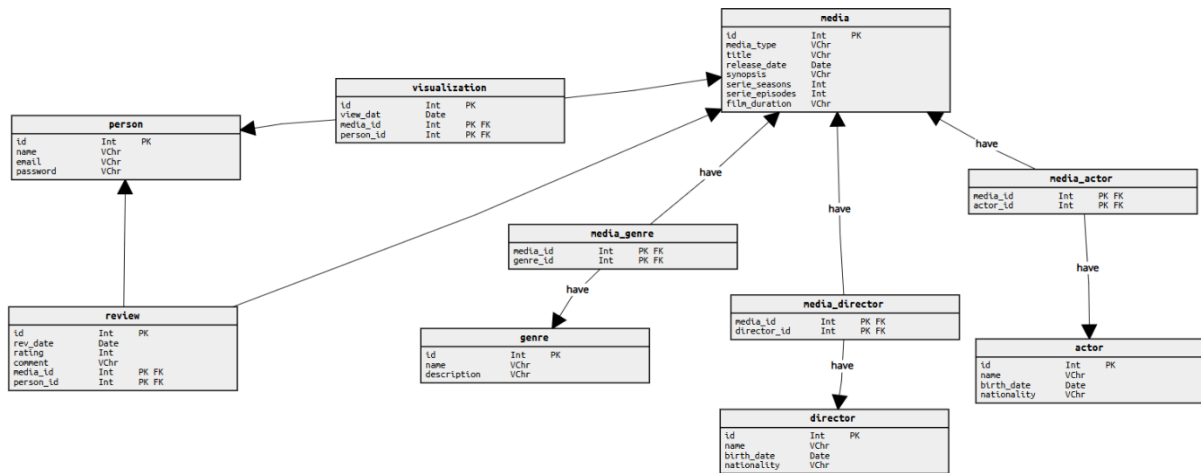 media
id Int PK
media_type VChr
title VChr
release_date Date
synopsis VChr
serie_seasons Int
serie_episodes Int
film_duration VChr
visualization
id Int PK
view_dat Date
media_id Int PK FK
person_id Int PK FK
person
id Int PK
name VChr
email VChr
password VChr
have
have
have
media_actor
media_id Int PK FK
actor_id Int PK FK
media_genre
media_id Int PK FK
genre_id Int PK FK
have
have
media_director
media_id Int PK FK
director_id Int PK FK
review
id Int PK
rev_date Date
rating Int
comment VChr
media_id Int PK FK
person_id Int PK FK
genre
id Int PK
name VChr
description VChr
have
actor
id Int PK
name VChr
birth_date Date
nationality VChr
director
id Int PK
name VChr
birth_date Date
nationality VChr